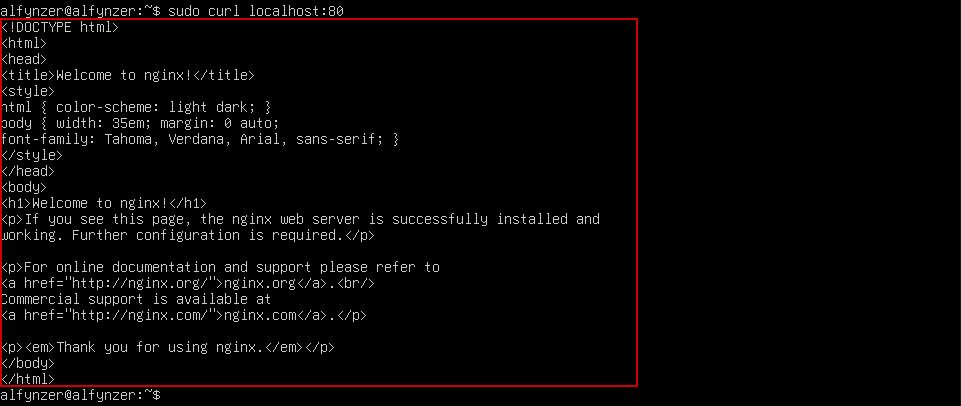 alfynzer@alfynzer:~$ sudo curl localhost:80
<!DOCTYPE html>
<html>
<head>
<title>Welcome to nginx!</title>
<style>
html { color-scheme: light dark; }
body { width: 35em; margin: 0 auto;
font-family: Tahoma, Verdana, Arial, sans-serif; }
</style>
</head>
<body>
<h1>Welcome to nginx!</h1>
<p>If you see this page, the nginx web server is successfully installed and
working. Further configuration is required.</p>

<p>For online documentation and support please refer to
<a href="http://nginx.org/">nginx.org</a>.<br/>
Commercial support is available at
<a href="http://nginx.com/">nginx.com</a>.</p>

<p><em>Thank you for using nginx.</em></p>
</body>
</html>
alfynzer@alfynzer:~$